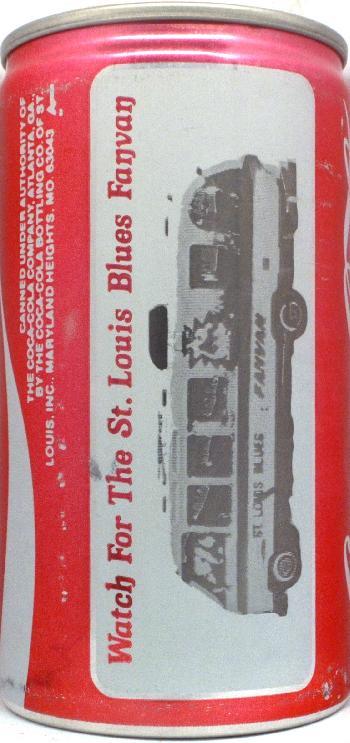 CANNED UNDER AUTHORITY OF
THE COCA-COLA COMPANY, ATLANTA, GA.,
BY THE COCA-COLA BOTTLING CO. OF ST
LOUIS, INC., MARYLAND HEIGHTS, MO. 63043
Watch For The St. Louis Blues Fanvan
ST. LOUIS BLUES FANVAN